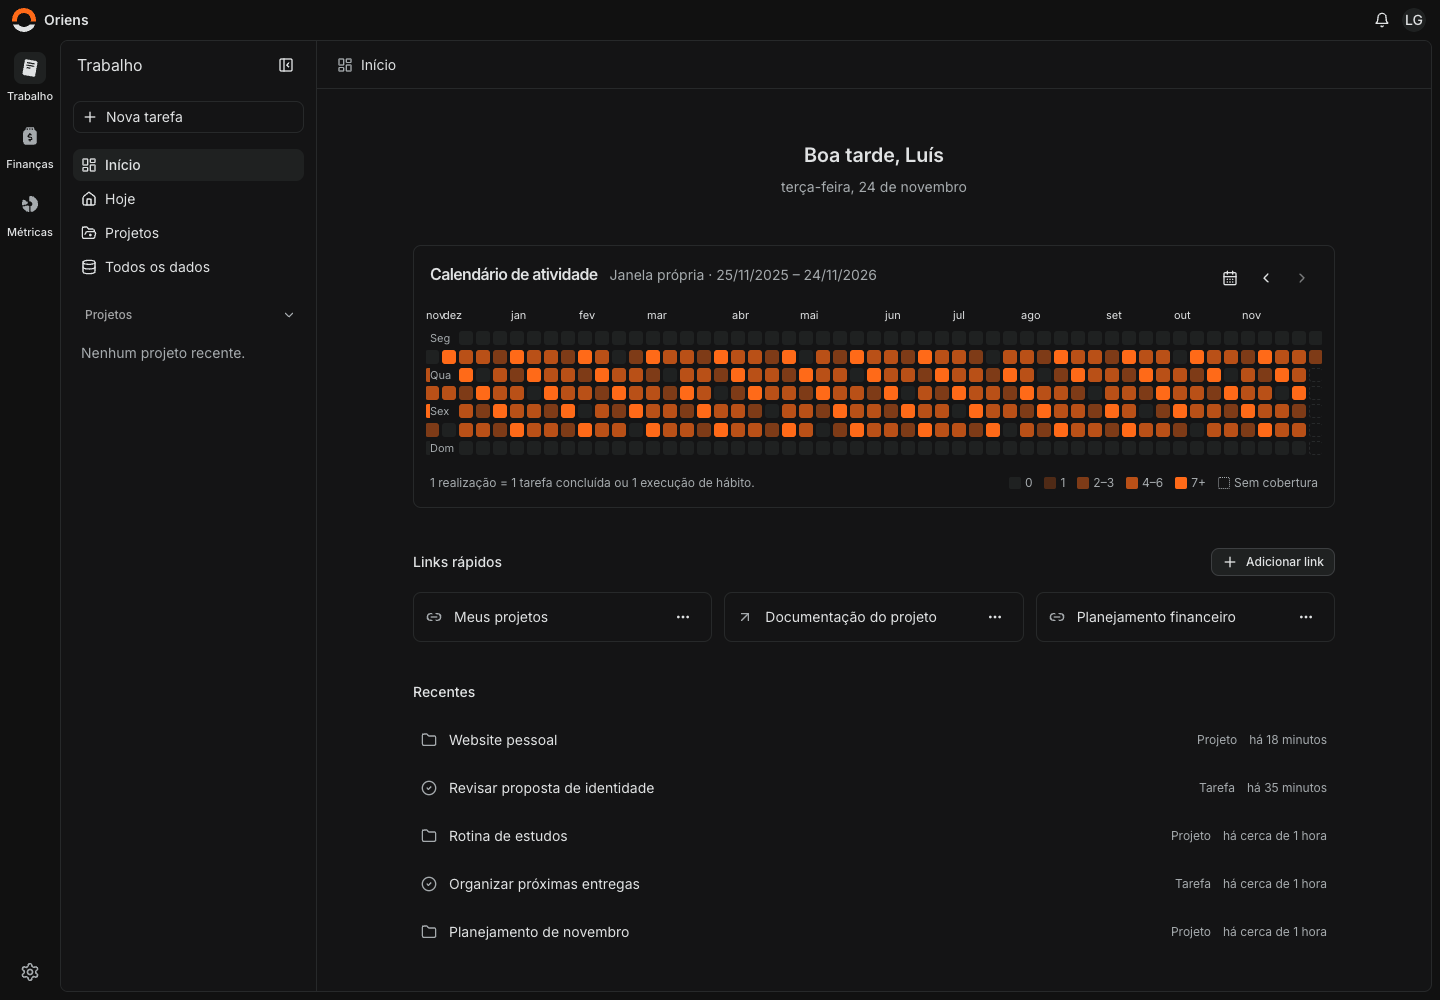 Oriens
LG
Trabalho
Finanças
Métricas
Trabalho
Nova tarefa
Início
Hoje
Projetos
Todos os dados
Projetos
Nenhum projeto recente.
Início
Boa tarde, Luís
terça-feira, 24 de novembro
Calendário de atividade Janela própria · 25/11/2025 – 24/11/2026
nov dez jan fev mar abr mai jun jul ago set out nov
Seg
Qua
Sex
Dom
1 realização = 1 tarefa concluída ou 1 execução de hábito.
0 1 2–3 4–6 7+ Sem cobertura
Links rápidos
Adicionar link
Meus projetos
Documentação do projeto
Planejamento financeiro
Recentes
Website pessoal Projeto há 18 minutos
Revisar proposta de identidade Tarefa há 35 minutos
Rotina de estudos Projeto há cerca de 1 hora
Organizar próximas entregas Tarefa há cerca de 1 hora
Planejamento de novembro Projeto há cerca de 1 hora